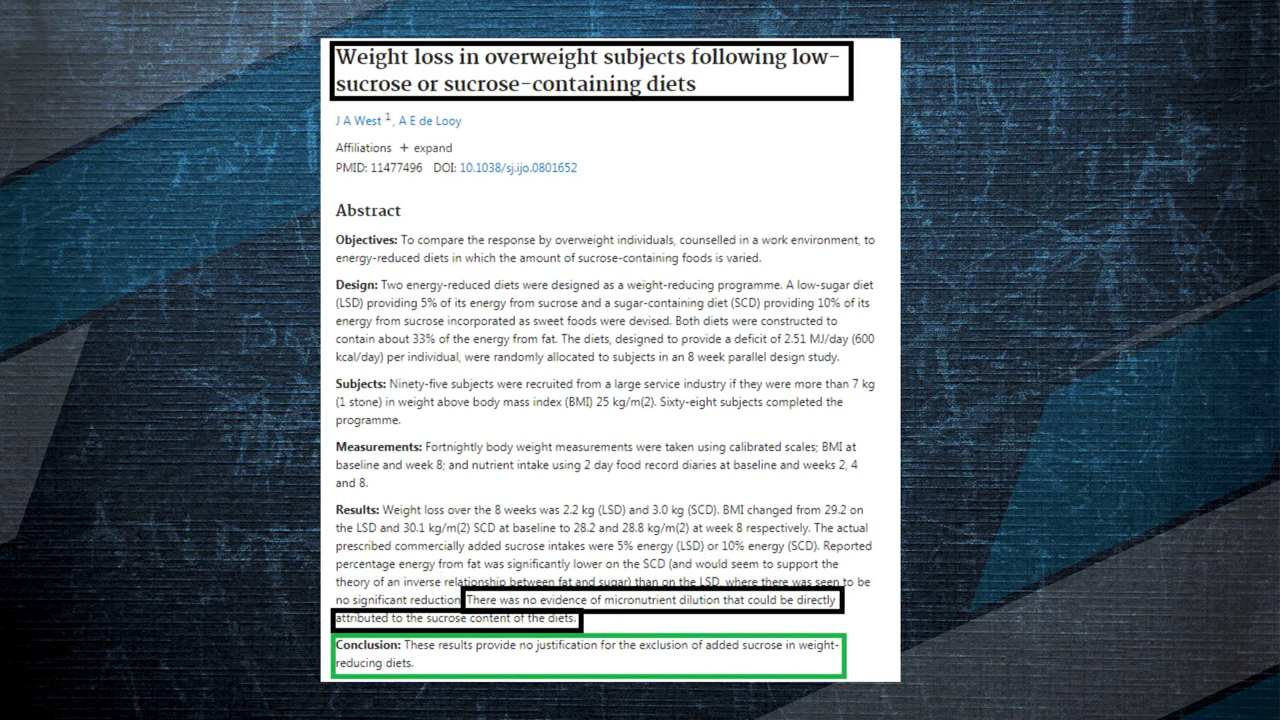 Weight loss in overweight subjects following low-
sucrose or sucrose-containing diets
J A West 1, A E de Looy
Affiliations + expand
PMID: 11477496 DOI: 10.1038/sj.ijo.0801652
Abstract
Objectives: To compare the response by overweight individuals, counselled in a work environment, to
energy-reduced diets in which the amount of sucrose-containing foods is varied.
Design: Two energy-reduced diets were designed as a weight-reducing programme. A low-sugar diet
(LSD) providing 5% of its energy from sucrose and a sugar-containing diet (SCD) providing 10% of its
energy from sucrose incorporated as sweet foods were devised. Both diets were constructed to
contain about 33% of the energy from fat. The diets, designed to provide a deficit of 2.51 MJ/day (600
kcal/day) per individual, were randomly allocated to subjects in an 8 week parallel design study.
Subjects: Ninety-five subjects were recruited from a large service industry if they were more than 7 kg
(1 stone) in weight above body mass index (BMI) 25 kg/m(2). Sixty-eight subjects completed the
programme.
Measurements: Fortnightly body weight measurements were taken using calibrated scales; BMI at
baseline and week 8; and nutrient intake using 2 day food record diaries at baseline and weeks 2, 4
and 8.
Results: Weight loss over the 8 weeks was 2.2 kg (LSD) and 3.0 kg (SCD). BMI changed from 29.2 on
the LSD and 30.1 kg/m(2) SCD at baseline to 28.2 and 28.8 kg/m(2) at week 8 respectively. The actual
prescribed commercially added sucrose intakes were 5% energy (LSD) or 10% energy (SCD). Reported
percentage energy from fat was significantly lower on the SCD (and would seem to support the
theory of an inverse relationship between fat and sugar) than on the LSD, where there was seen to be
no significant reduction. There was no evidence of micronutrient dilution that could be directly
attributed to the sucrose content of the diets.
Conclusion: These results provide no justification for the exclusion of added sucrose in weight-
reducing diets.